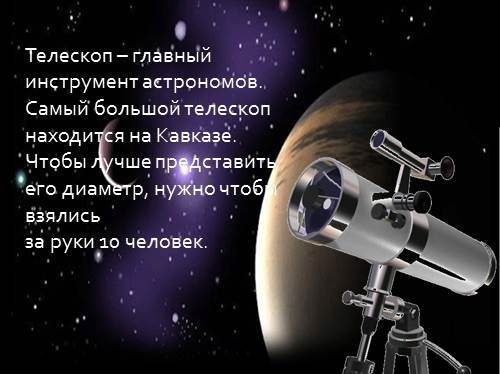 Телескоп – главный
инструмент астрономов.
Самый большой телескоп
находится на Кавказе.
Чтобы лучше представить
его диаметр, нужно чтобы
взялись
за руки 10 человек.